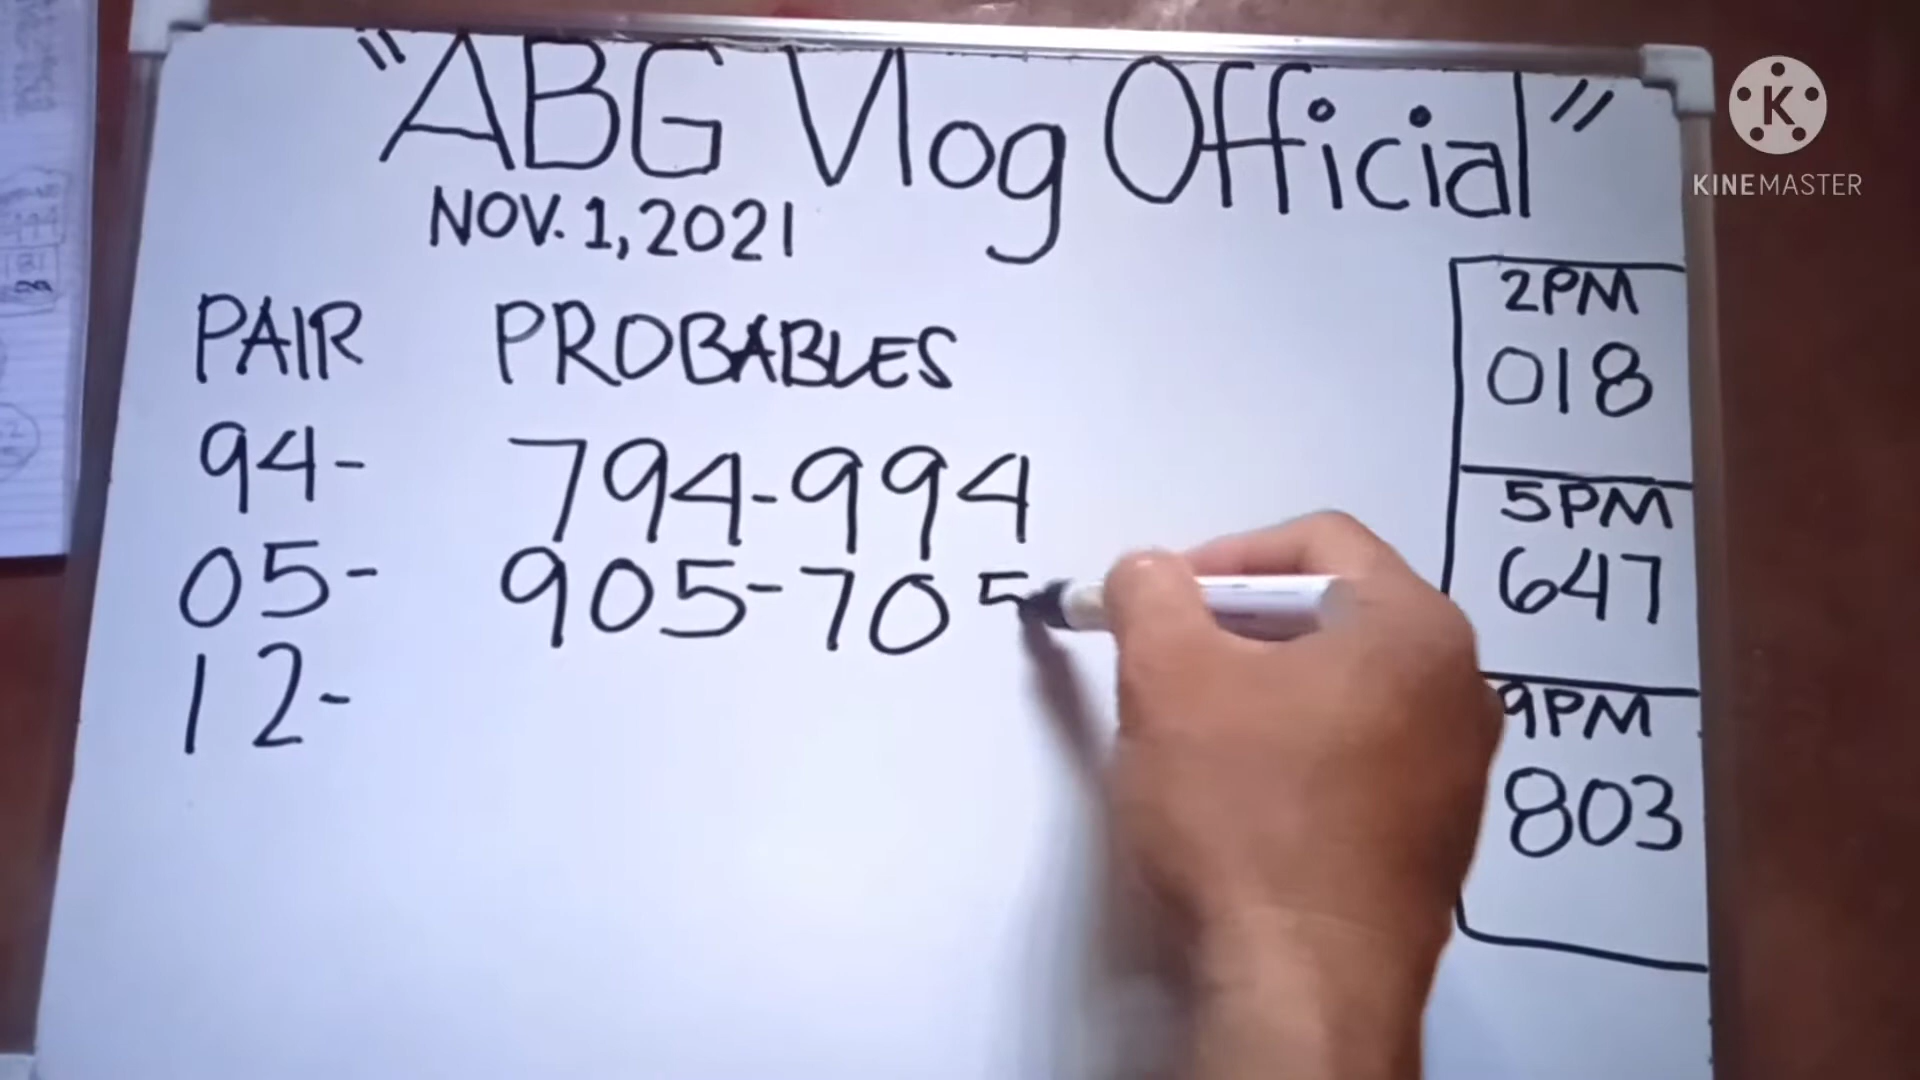 "ABG Vlog Official"
NOV. 1, 2021
PAIR PROBABLES
94- 794-994
05- 905-705
12-
2PM
018
5PM
647
9PM
803
K
KINEMASTER